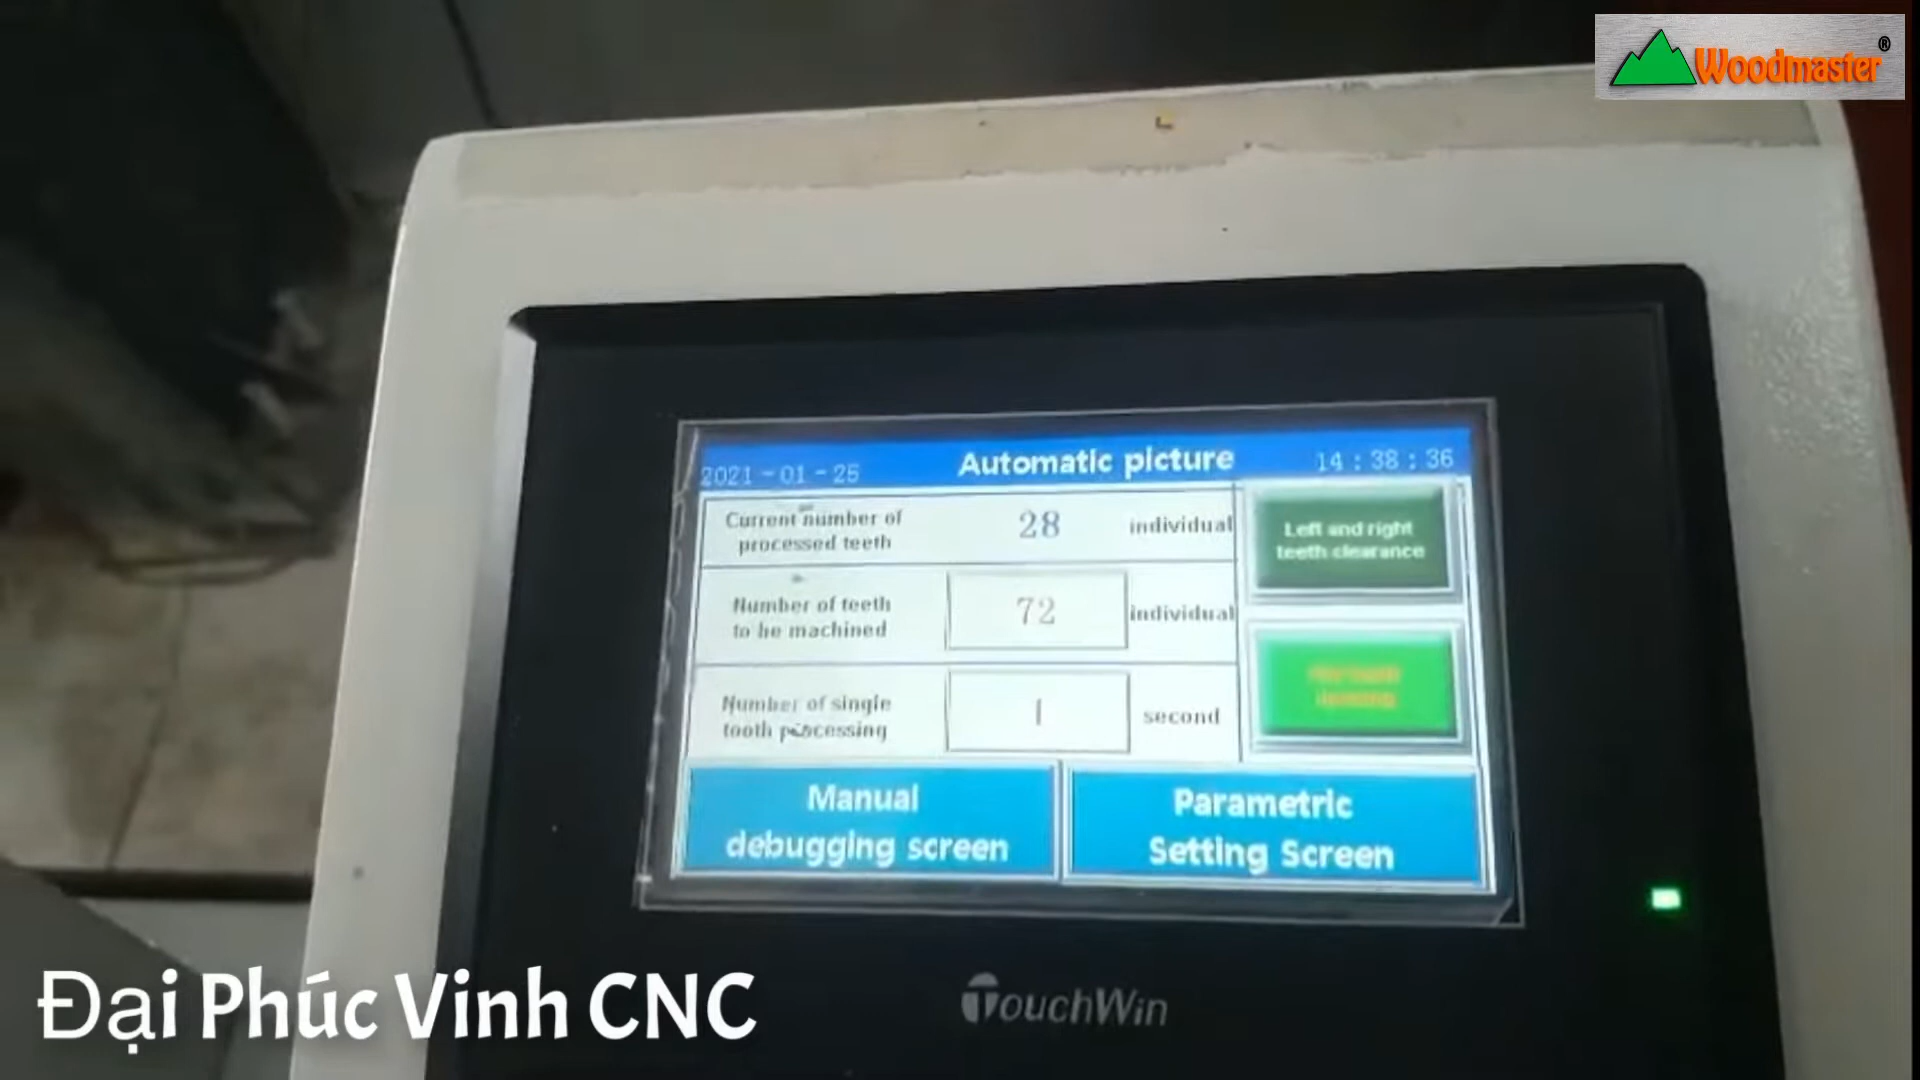 Woodmaster®
2021-01-25 Automatic picture 14:38:36
Current number of
processed teeth
28 individual
Left and right
teeth clearance
Number of teeth
to be machined
72 individual
Number of single
tooth processing
1 second
Manual
debugging screen
Parametric
Setting Screen
TouchWin
Đại Phúc Vinh CNC